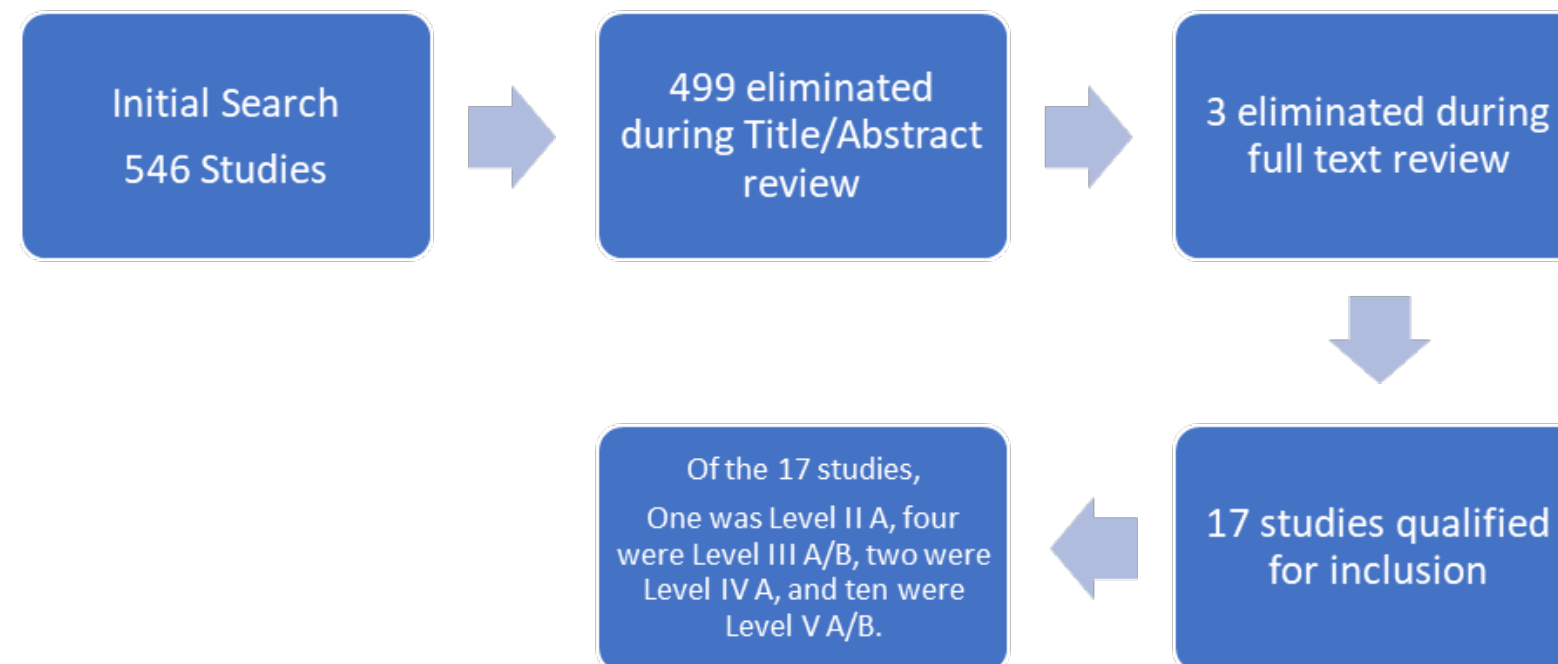 Initial Search
546 Studies
499 eliminated
during Title/Abstract
review
3 eliminated during
full text review
17 studies qualified
for inclusion
Of the 17 studies,
One was Level II A, four
were Level III A/B, two were
Level IV A, and ten were
Level V A/B.